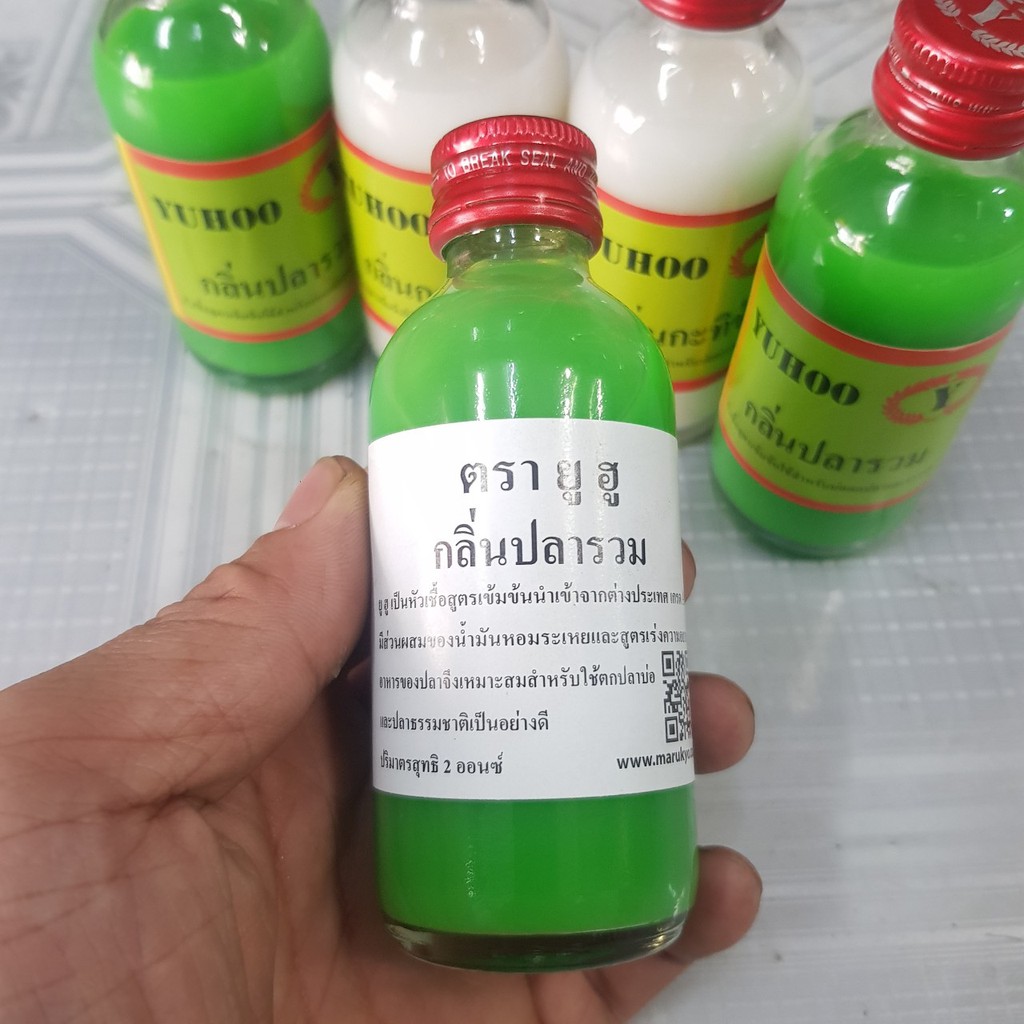 YUHOO
กลิ่นปลารวม
YUHOO
UHOO
YUHOO
กลิ่นปลารวม
TO BREAK SEAL AND
ตรา ยู ฮู
กลิ่นปลารวม
ยู ฮู เป็นหัวเชื้อสูตรเข้มข้นนำเข้าจากต่างประเทศ เกรด
มีส่วนผสมของน้ำมันหอมระเหยและสูตรเร่งความ
อาหารของปลาจึงเหมาะสมสำหรับใช้ตกปลาบ่อ
และปลาธรรมชาติเป็นอย่างดี
ปริมาตรสุทธิ 2 ออนซ์
www.maruky